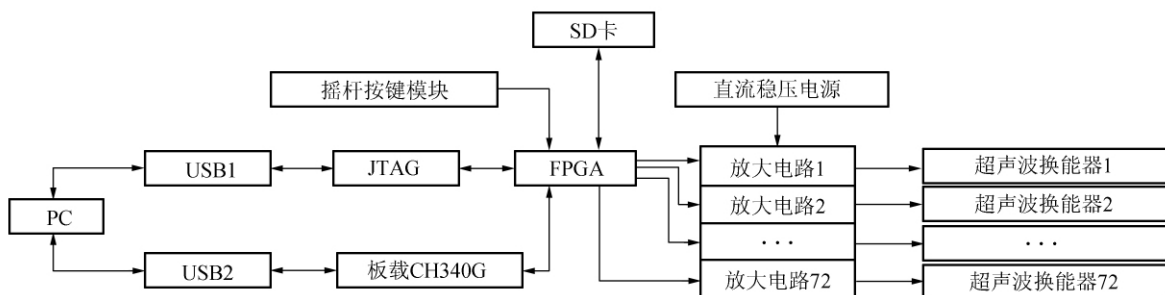 SD卡
摇杆按键模块
直流稳压电源
USB1
JTAG
FPGA
放大电路1
超声波换能器1
PC
放大电路2
超声波换能器2
···
···
USB2
板载CH340G
放大电路72
超声波换能器72